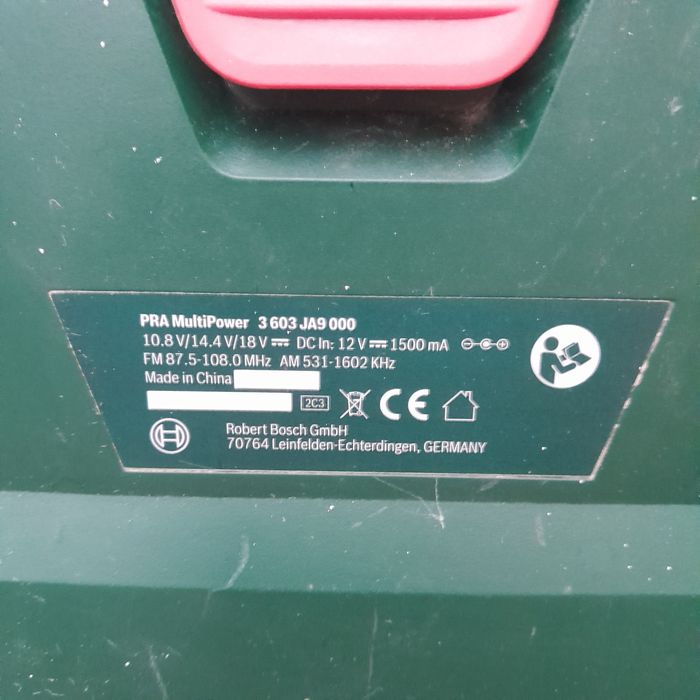 PRA MultiPower 3 603 JA9 000
10.8 V/14.4 V/18 V ⎓ DC In: 12 V ⎓ 1500 mA
FM 87.5-108.0 MHz AM 531-1602 KHz
Made in China
2C3 CE
Robert Bosch GmbH
70764 Leinfelden-Echterdingen, GERMANY